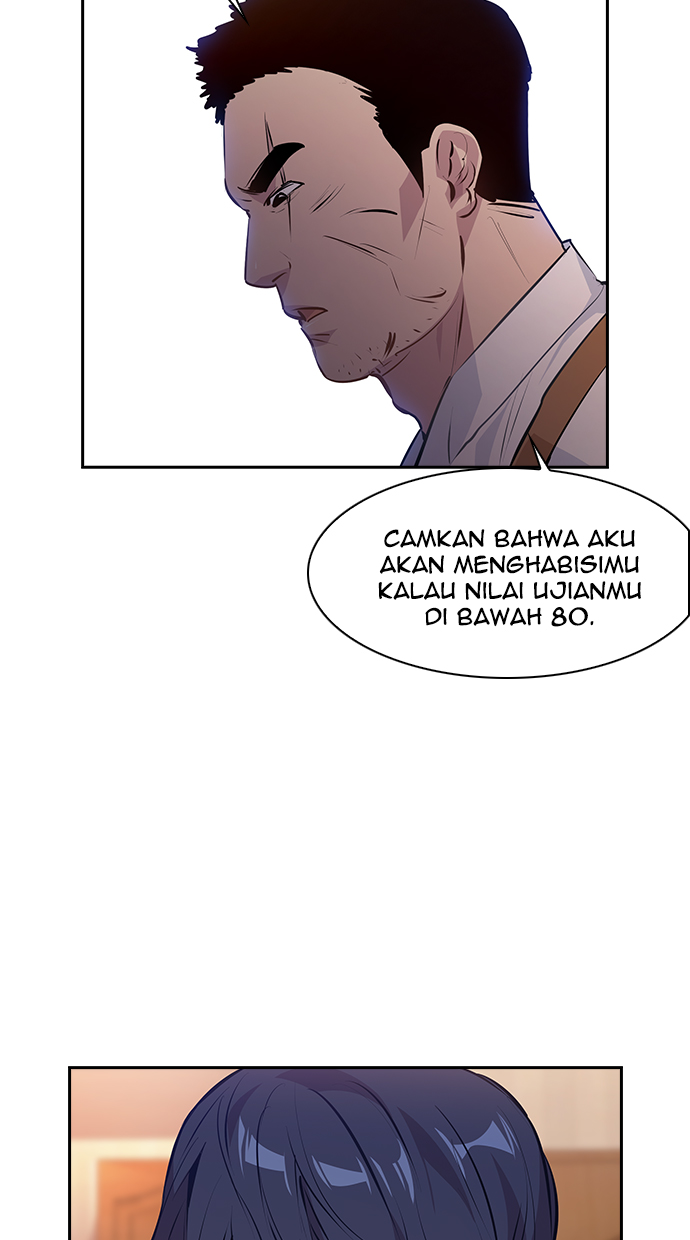 CAMKAN BAHWA AKU
AKAN MENGHABISIMU
KALAU NILAI UJIANMU
DI BAWAH 80.